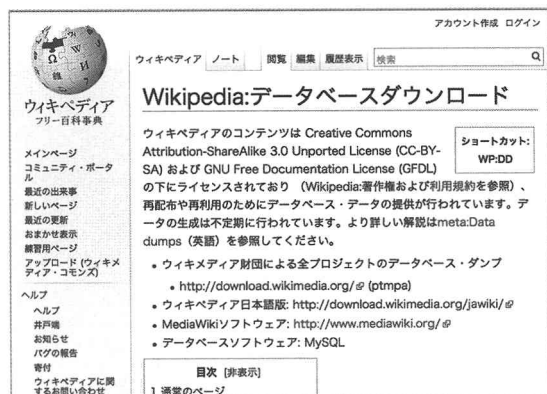 アカウント作成 ログイン
ウィキペディア ノート 閲覧 編集 履歴表示 検索
ウィキペディア
フリー百科事典
メインページ
コミュニティ・ポータ
ル
最近の出来事
新しいページ
最近の更新
おまかせ表示
練習用ページ
アップロード (ウィキメ
ディア・コモンズ)
ヘルプ
ヘルプ
井戸端
お知らせ
バグの報告
寄付
ウィキペディアに関
するお問い合わせ
Wikipedia:データベースダウンロード
ショートカット:
WP:DD
ウィキペディアのコンテンツは Creative Commons
Attribution-ShareAlike 3.0 Unported License (CC-BY-
SA) および GNU Free Documentation License (GFDL)
の下にライセンスされており （Wikipedia:著作権および利用規約を参照）、
再配布や再利用のためにデータベース・データの提供が行われています。デ
ータの生成は不定期に行われています。より詳しい解説はmeta:Data
dumps（英語）を参照してください。
• ウィキメディア財団による全プロジェクトのデータベース・ダンプ
• http://download.wikimedia.org/ (ptmpa)
• ウィキペディア日本語版: http://download.wikimedia.org/jawiki/
• MediaWikiソフトウェア: http://www.mediawiki.org/
• データベースソフトウェア: MySQL
目次 [非表示]
1 通常のページ